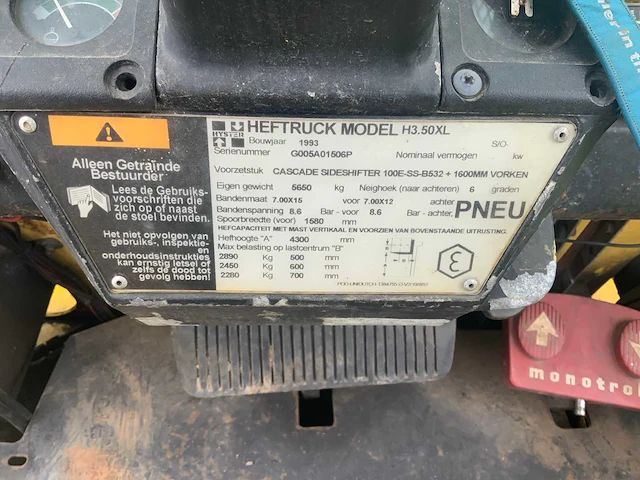 HYSTER
HEFTRUCK MODEL H3.50XL
Bouwjaar 1993 S/O-
Serienummer G005A01506P Nominaal vermogen kw
Voorzetstuk CASCADE SIDESHIFTER 100E-SS-B532 + 1600MM VORKEN
Eigen gewicht 5650 kg Neighoek (naar achteren) 6 graden
Bandenmaat 7.00X15 voor 7.00X12 achter
Bandenspanning 8.6 Bar - voor 8.6 Bar - achter
PNEU
Spoorbreedte (voor) 1580 mm
HEFCAPACITEIT MET MAST VERTIKAAL EN VOORZIEN VAN BOVENSTAANDE UITRUSTING.
Hefhoogte "A" 4300 mm
Max belasting op lastcentrum "B"
2890 Kg 500 mm
2450 Kg 600 mm
2280 Kg 700 mm
Alleen Getrainde
Bestuurder
Lees de Gebruiks-
voorschriften die
zich op of naast
de stoel bevinden.
Het niet opvolgen van
gebruiks-, inspectie-
en
onderhoudsinstrukties
kan ernstig letsel of
zelfs de dood tot
gevolg hebben!
monotrol